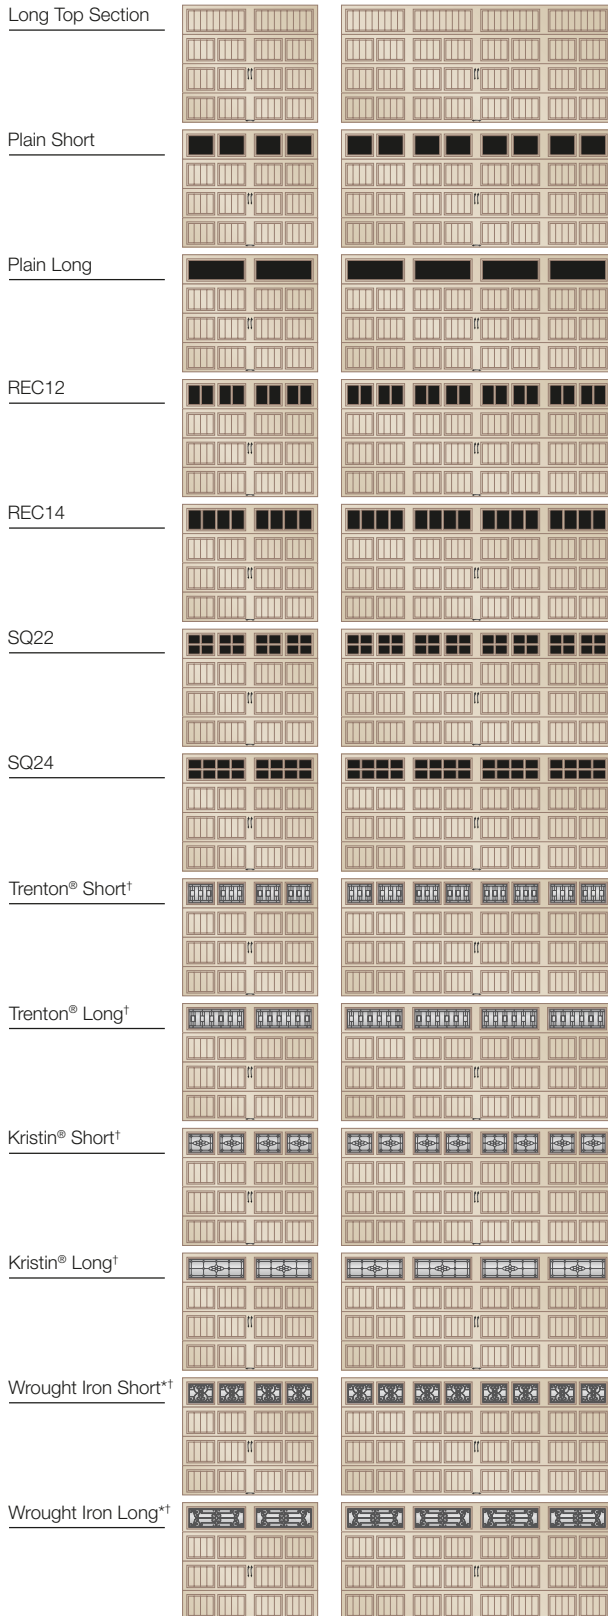 Long Top Section
Plain Short
Plain Long
REC12
REC14
SQ22
SQ24
Trenton® Short†
Trenton® Long†
Kristin® Short†
Kristin® Long†
Wrought Iron Short*†
Wrought Iron Long*†